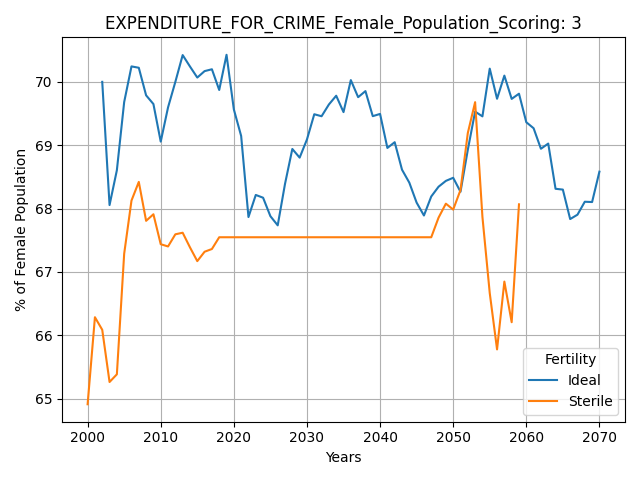 EXPENDITURE_FOR_CRIME_Female_Population_Scoring: 3
% of Female Population
70
69
68
67
66
65
2000 2010 2020 2030 2040 2050 2060 2070
Years
Fertility
Ideal
Sterile